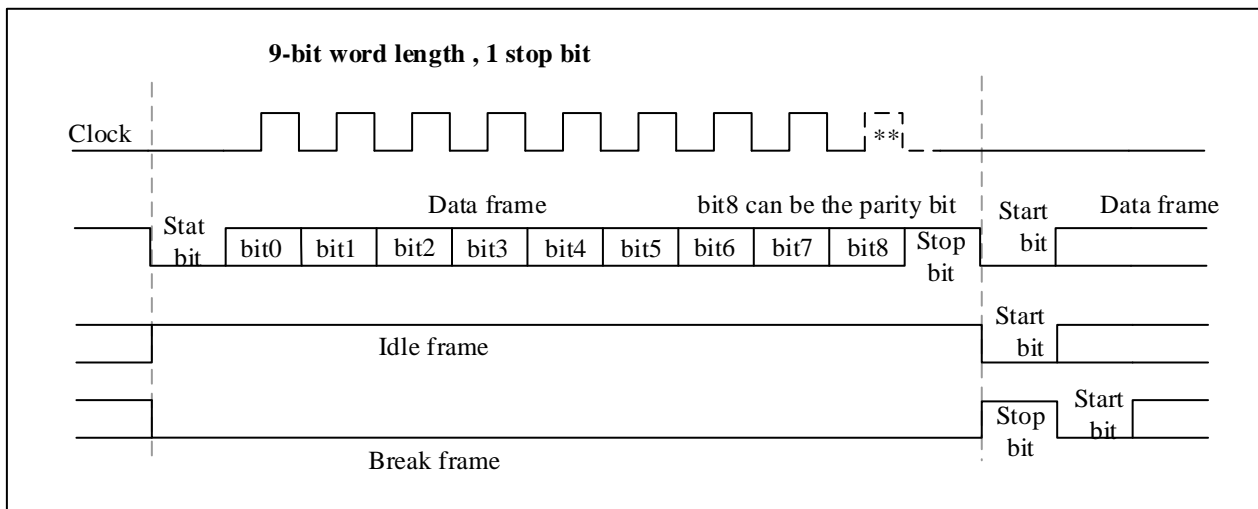 9-bit word length , 1 stop bit
Clock
**
Data frame
bit8 can be the parity bit
Data frame
Stat
bit
bit0
bit1
bit2
bit3
bit4
bit5
bit6
bit7
bit8
Stop
bit
Start
bit
Idle frame
Start
bit
Break frame
Stop
bit
Start
bit